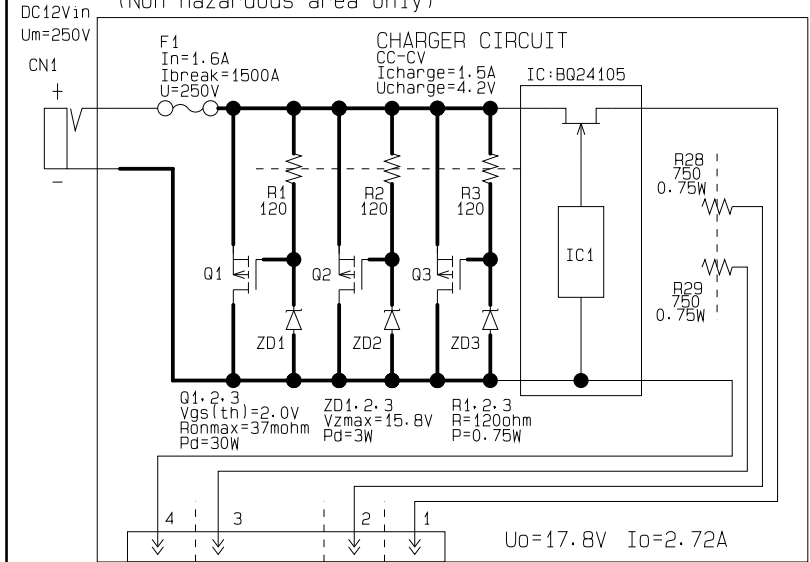 (Non hazardous area only)
DC12Vin
Um=250V
CN1
+
-
F1
In=1.6A
Ibreak=1500A
U=250V
CHARGER CIRCUIT
CC-CV
Icharge=1.5A
Ucharge=4.2V
IC:BQ24105
R1
120
R2
120
R3
120
R28
750
0.75W
Q1
Q2
Q3
IC1
R29
750
0.75W
ZD1
ZD2
ZD3
Q1,2,3
Vgs(th)=2.0V
Ronmax=37mohm
Pd=30W
ZD1,2,3
Vzmax=15.8V
Pd=3W
R1,2,3
R=120ohm
P=0.75W
4
3
2
1
Uo=17.8V Io=2.72A